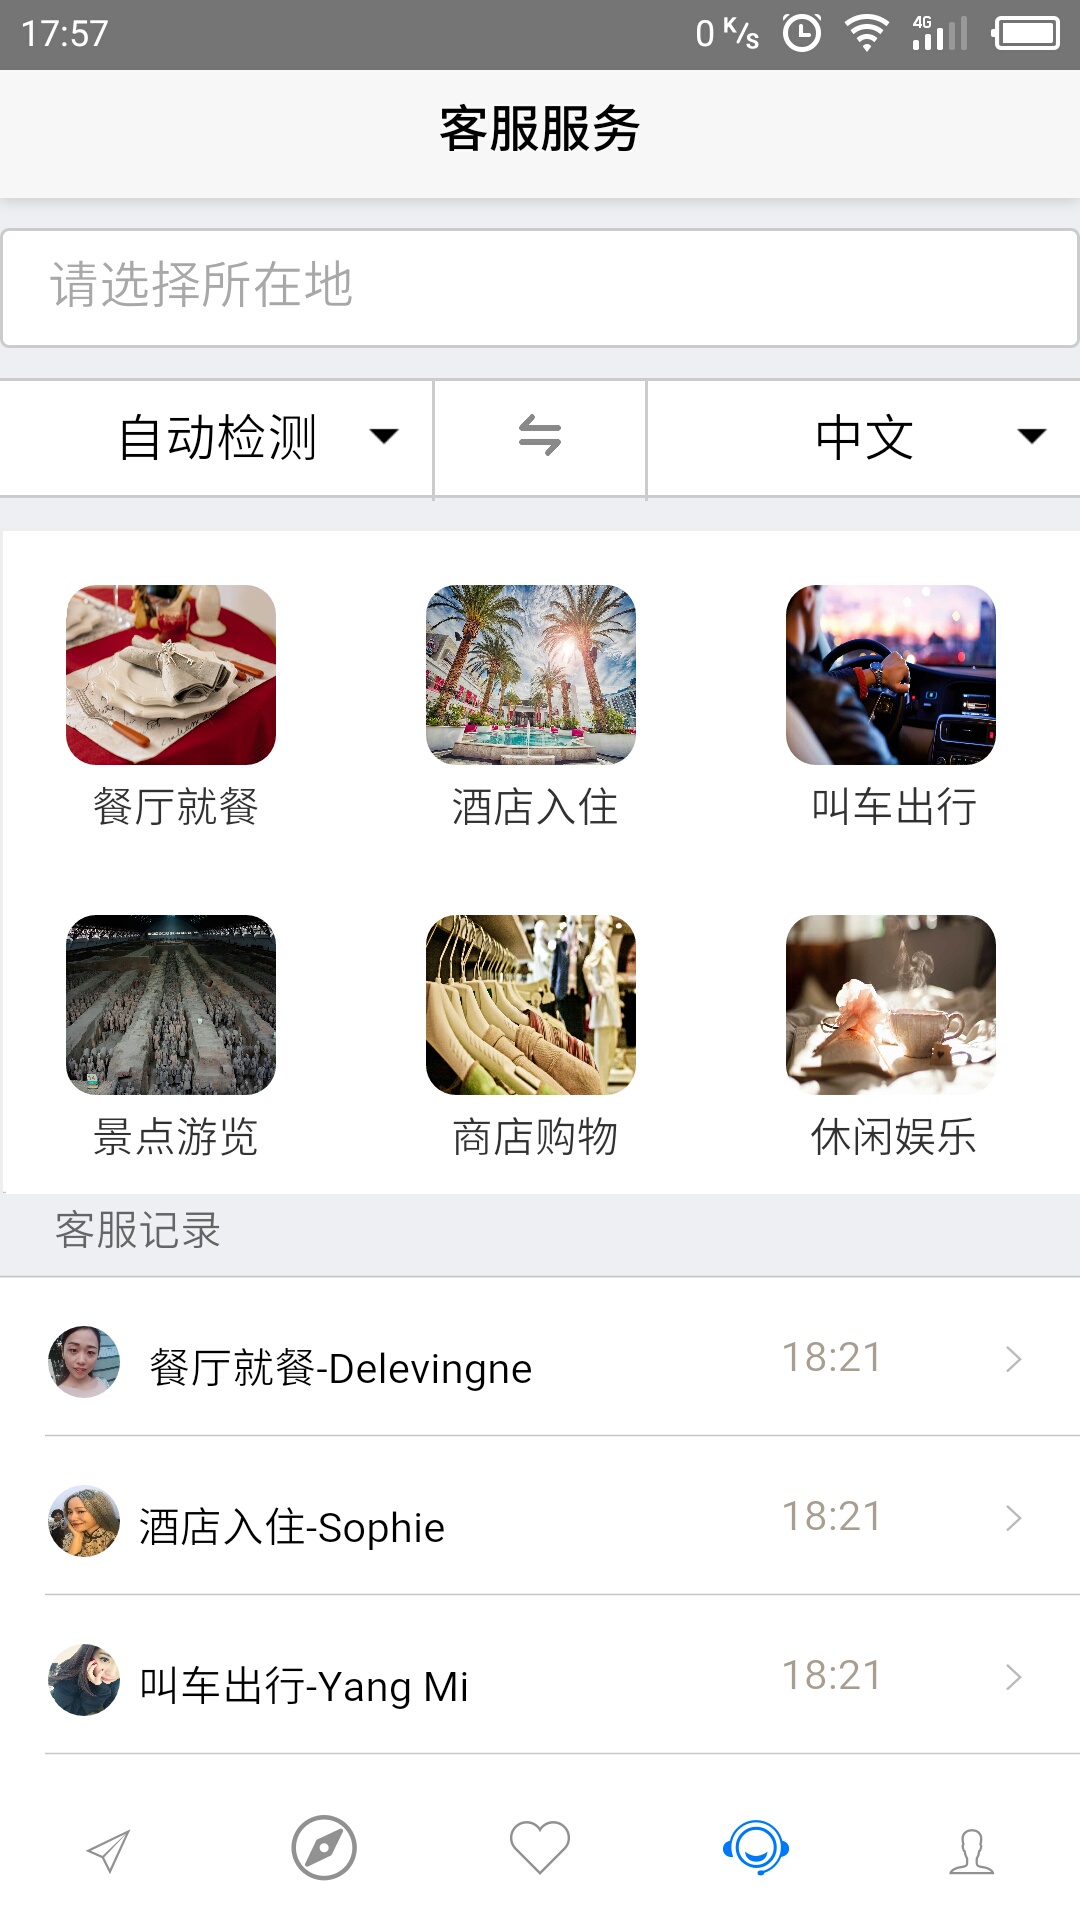 17:57
0 K/s
4G
客服服务
请选择所在地
自动检测
中文
餐厅就餐
酒店入住
叫车出行
景点游览
商店购物
休闲娱乐
客服记录
餐厅就餐-Delevingne
18:21
酒店入住-Sophie
18:21
叫车出行-Yang Mi
18:21